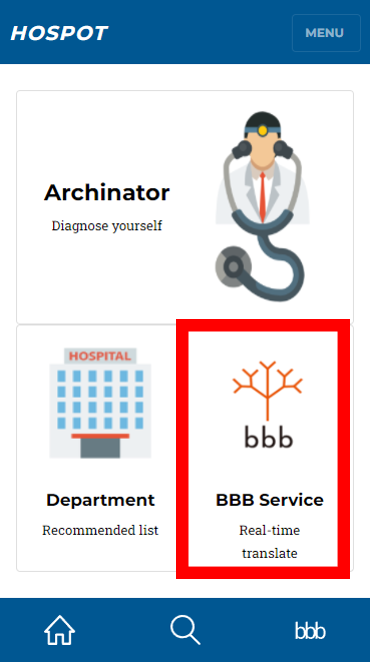 HOSPOT
MENU
Archinator
Diagnose yourself
HOSPITAL
bbb
Department
Recommended list
BBB Service
Real-time
translate
bbb